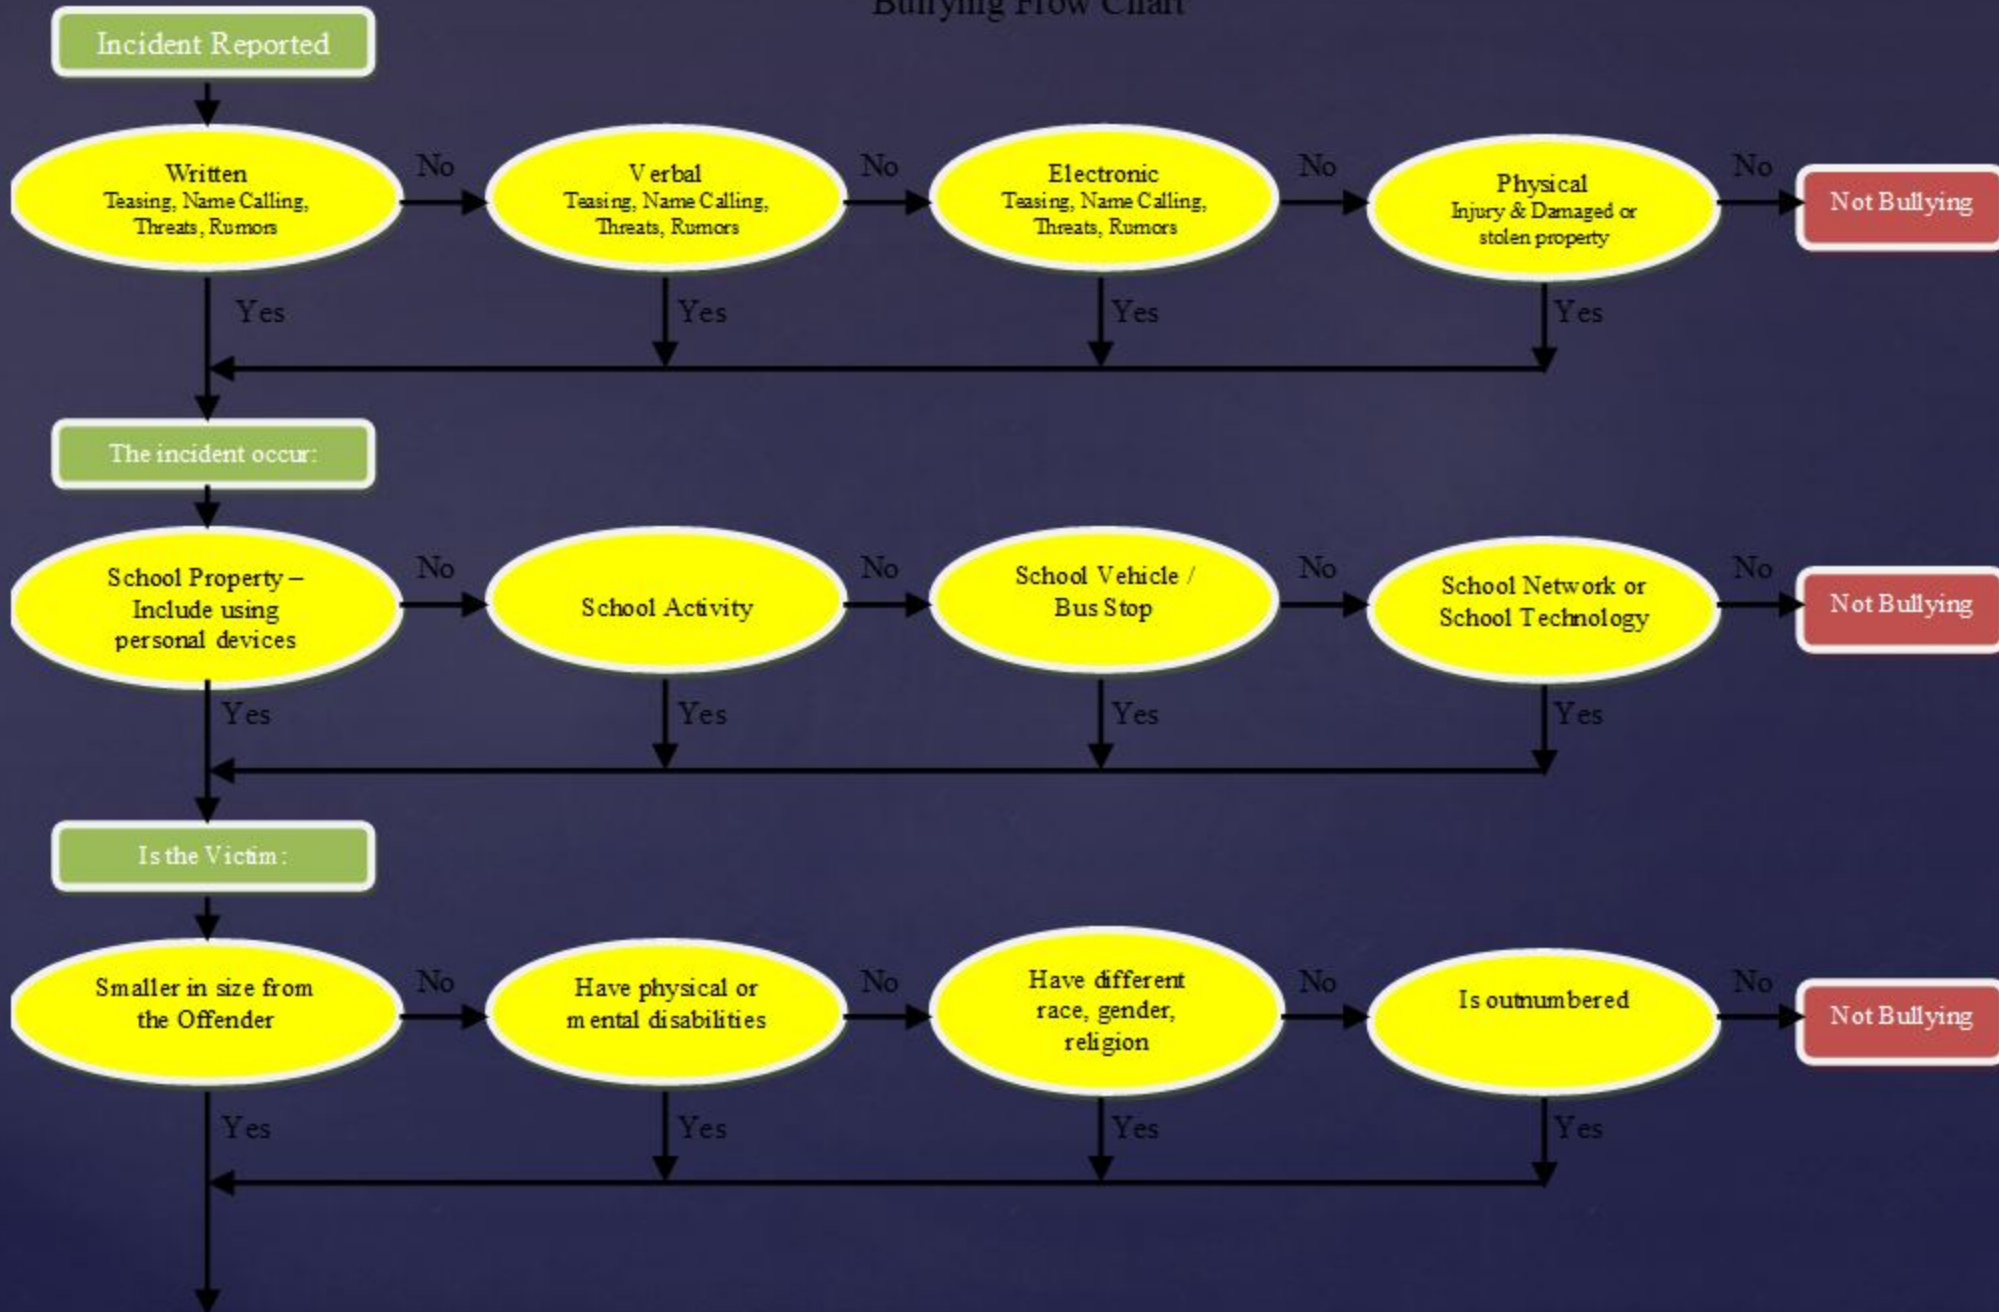 Bullying Flow Chart
Incident Reported
Written
Teasing, Name Calling,
Threats, Rumors
No
Verbal
Teasing, Name Calling,
Threats, Rumors
No
Electronic
Teasing, Name Calling,
Threats, Rumors
No
Physical
Injury & Damaged or
stolen property
No
Not Bullying
Yes
Yes
Yes
Yes
The incident occur:
School Property –
Include using
personal devices
No
School Activity
No
School Vehicle /
Bus Stop
No
School Network or
School Technology
No
Not Bullying
Yes
Yes
Yes
Yes
Is the Victim:
Smaller in size from
the Offender
No
Have physical or
mental disabilities
No
Have different
race, gender,
religion
No
Is outnumbered
No
Not Bullying
Yes
Yes
Yes
Yes